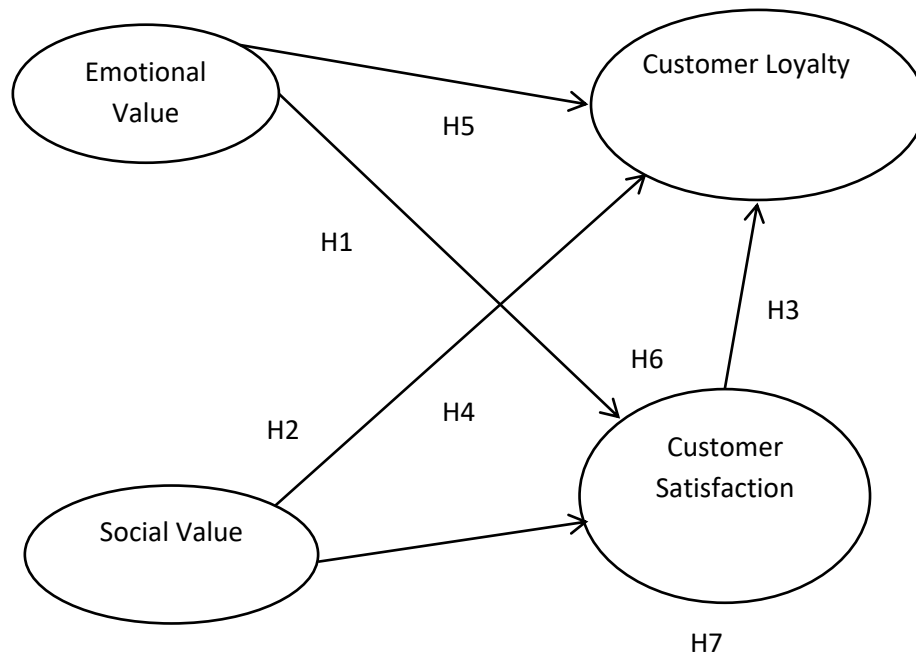 Emotional
Value
Customer Loyalty
H5
H1
H3
H6
H2
H4
Customer
Satisfaction
Social Value
H7